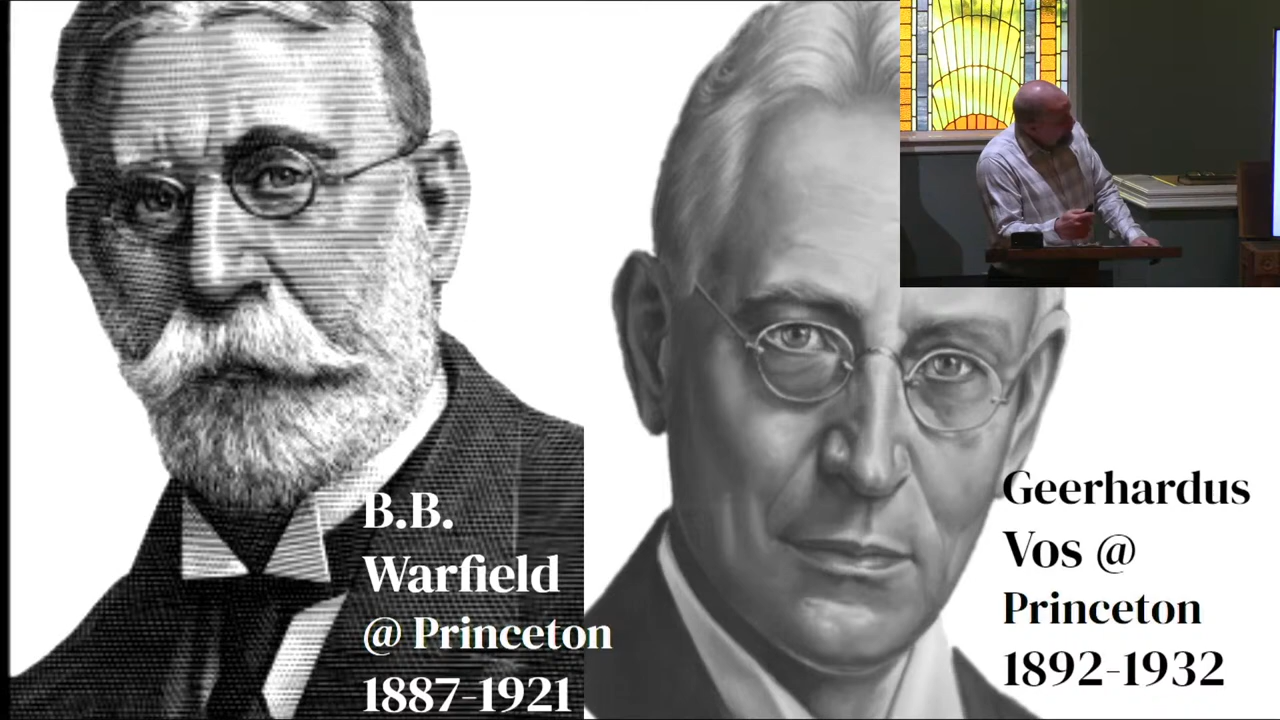 B.B.
Warfield
@ Princeton
1887-1921
Geerhardus
Vos @
Princeton
1892-1932